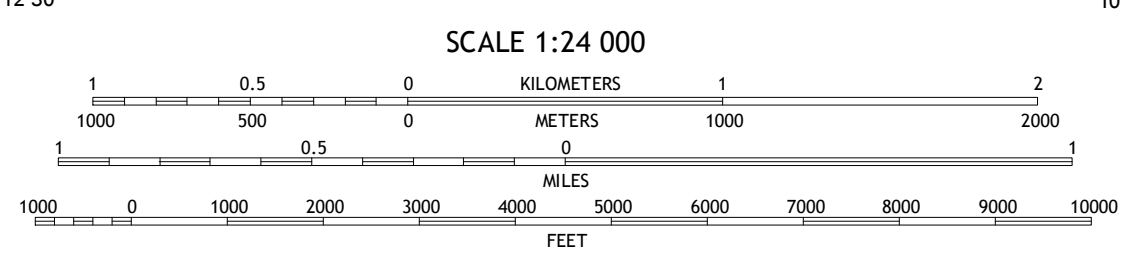 12'30" 10'
SCALE 1:24 000
1 0.5 0 KILOMETERS 1 2
1000 500 0 METERS 1000 2000
1 0.5 0 1
MILES
1000 0 1000 2000 3000 4000 5000 6000 7000 8000 9000 10000
FEET